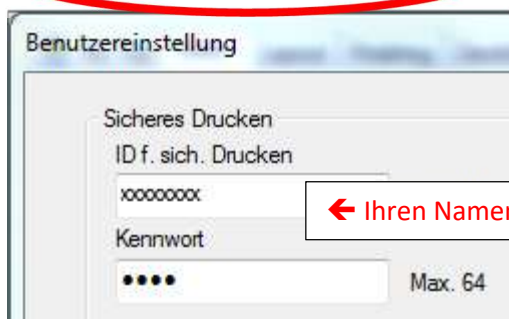 Benutzereinstellung
Sicheres Drucken
ID f. sich. Drucken
xxxxxxxx
← Ihren Namen
Kennwort
••••
Max. 64